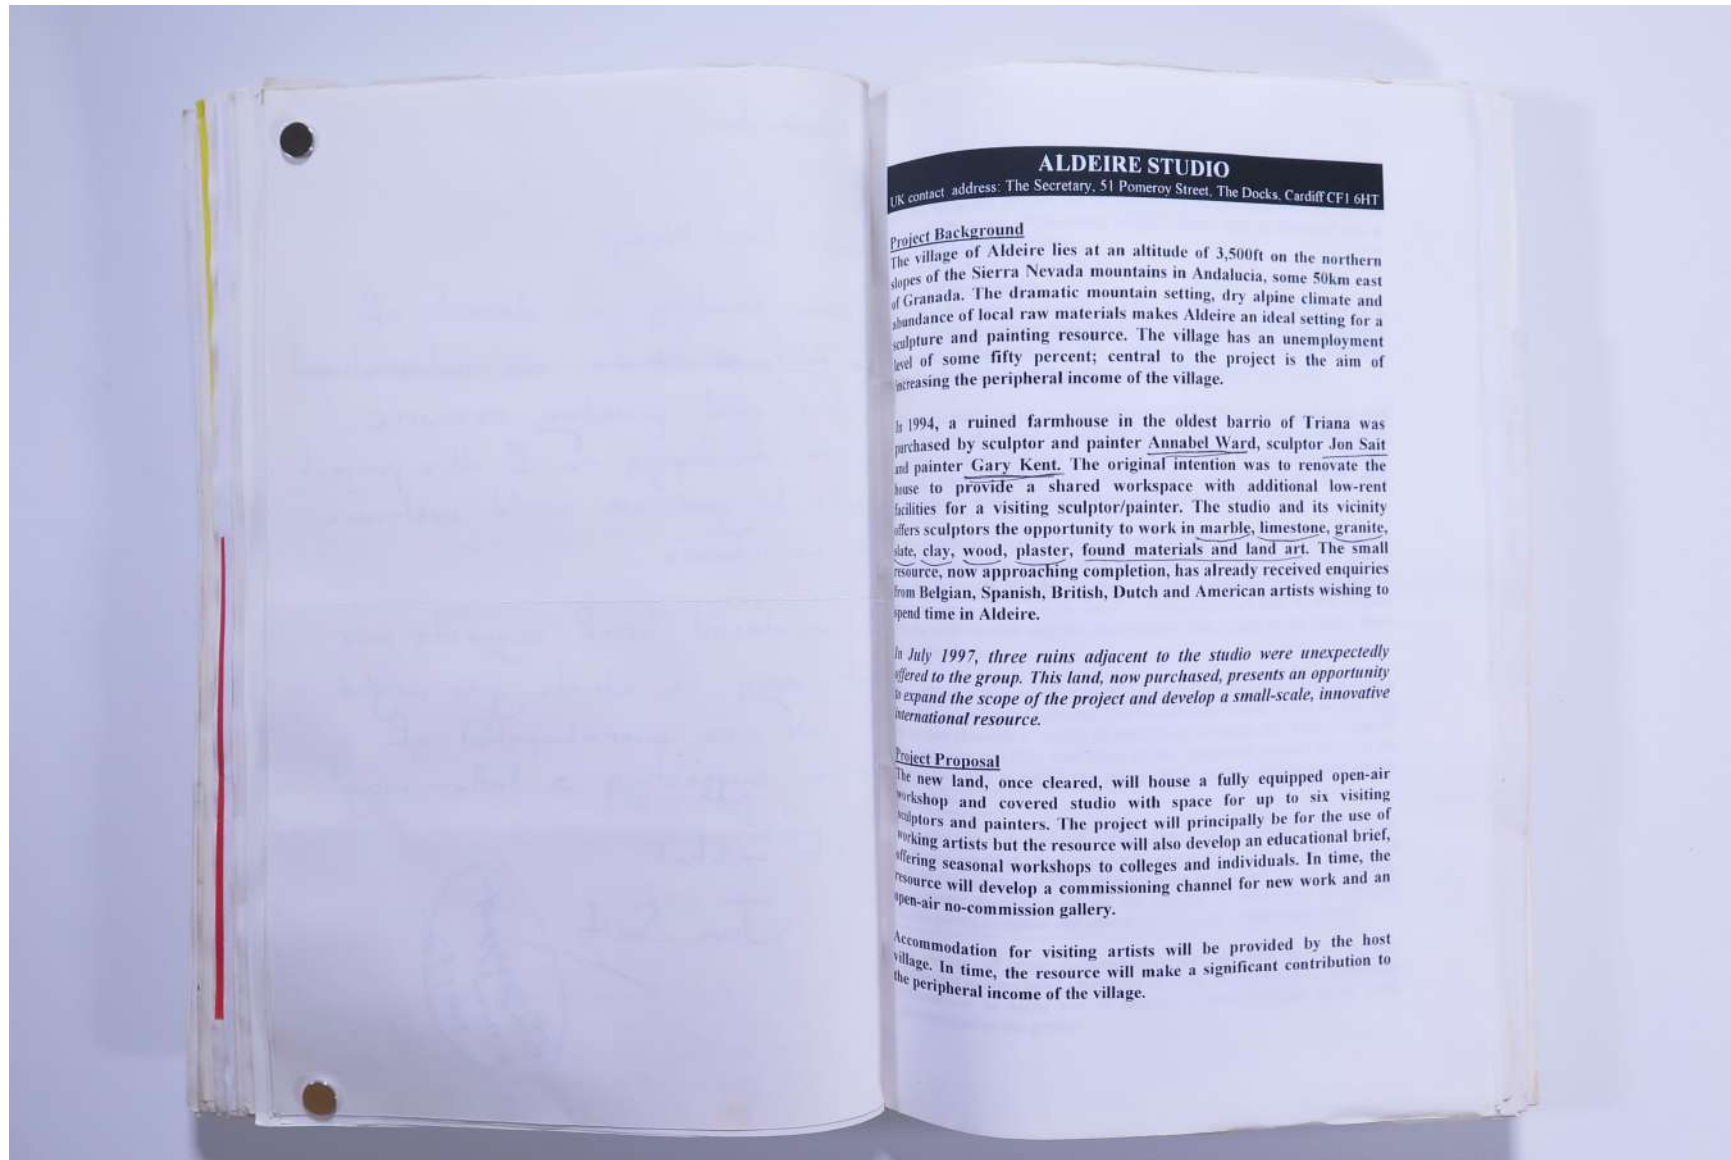 ALDEIRE STUDIO
UK contact address: The Secretary, 51 Pomeroy Street, The Docks, Cardiff CF1 6HT
Project Background
The village of Aldeire lies at an altitude of 3,500ft on the northern
slopes of the Sierra Nevada mountains in Andalucia, some 50km east
of Granada. The dramatic mountain setting, dry alpine climate and
abundance of local raw materials makes Aldeire an ideal setting for a
sculpture and painting resource. The village has an unemployment
level of some fifty percent; central to the project is the aim of
increasing the peripheral income of the village.
In 1994, a ruined farmhouse in the oldest barrio of Triana was
purchased by sculptor and painter Annabel Ward, sculptor Jon Sait
and painter Gary Kent. The original intention was to renovate the
house to provide a shared workspace with additional low-rent
facilities for a visiting sculptor/painter. The studio and its vicinity
offers sculptors the opportunity to work in marble, limestone, granite,
slate, clay, wood, plaster, found materials and land art. The small
resource, now approaching completion, has already received enquiries
from Belgian, Spanish, British, Dutch and American artists wishing to
spend time in Aldeire.
In July 1997, three ruins adjacent to the studio were unexpectedly
offered to the group. This land, now purchased, presents an opportunity
to expand the scope of the project and develop a small-scale, innovative
international resource.
Project Proposal
The new land, once cleared, will house a fully equipped open-air
workshop and covered studio with space for up to six visiting
sculptors and painters. The project will principally be for the use of
working artists but the resource will also develop an educational brief,
offering seasonal workshops to colleges and individuals. In time, the
resource will develop a commissioning channel for new work and an
open-air no-commission gallery.
Accommodation for visiting artists will be provided by the host
village. In time, the resource will make a significant contribution to
the peripheral income of the village.